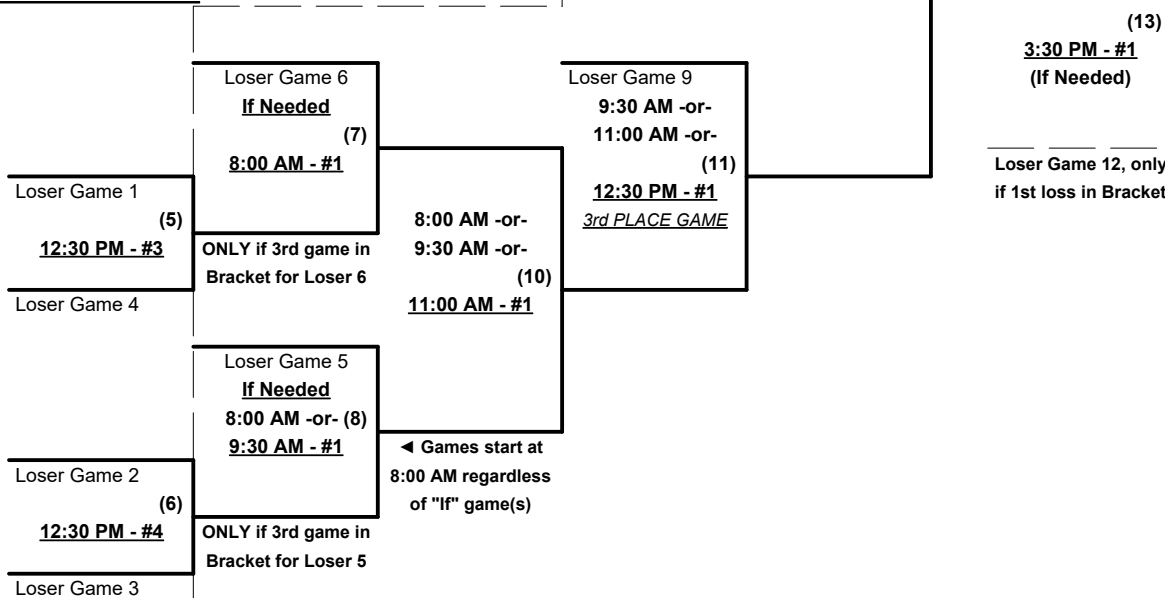 (13)
3:30 PM - #1
(If Needed)
Loser Game 12, only
if 1st loss in Bracket
Loser Game 6
If Needed
(7)
8:00 AM - #1
Loser Game 9
9:30 AM -or-
11:00 AM -or-
(11)
12:30 PM - #1
3rd PLACE GAME
Loser Game 1
(5)
12:30 PM - #3
Loser Game 4
ONLY if 3rd game in
Bracket for Loser 6
8:00 AM -or-
9:30 AM -or-
(10)
11:00 AM - #1
Loser Game 5
If Needed
8:00 AM -or- (8)
9:30 AM - #1
◄ Games start at
8:00 AM regardless
of "If" game(s)
Loser Game 2
(6)
12:30 PM - #4
Loser Game 3
ONLY if 3rd game in
Bracket for Loser 5